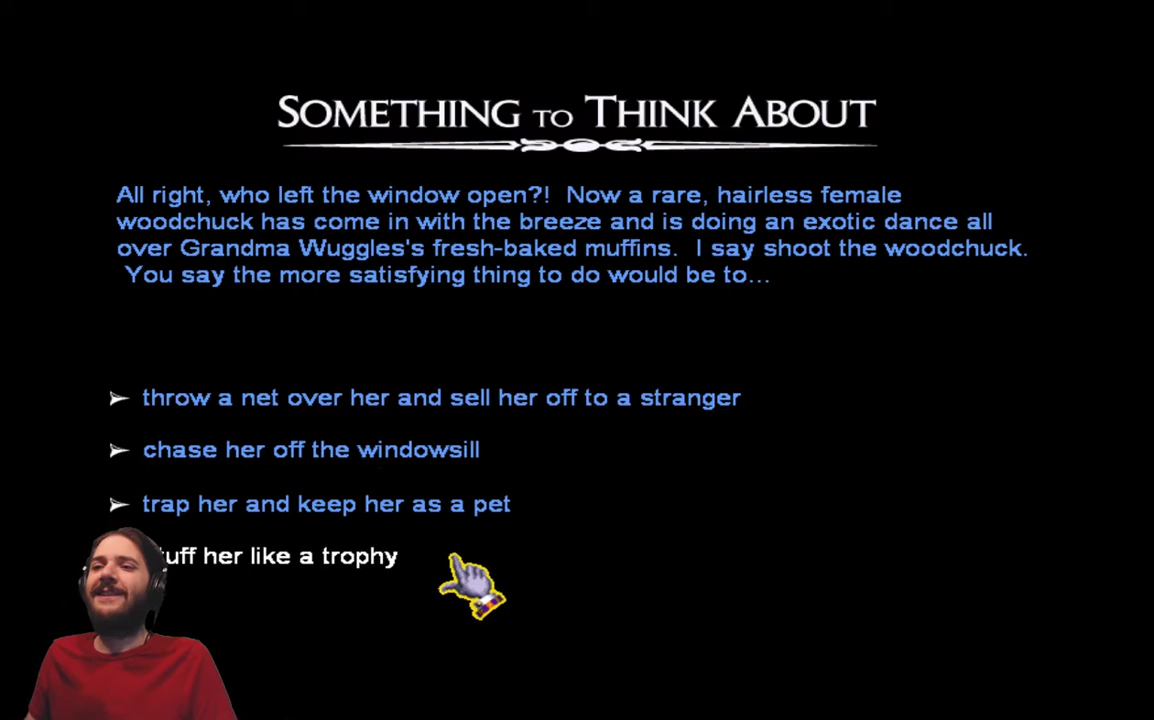 SOMETHING TO THINK ABOUT
All right, who left the window open?! Now a rare, hairless female
woodchuck has come in with the breeze and is doing an exotic dance all
over Grandma Wuggles's fresh-baked muffins. I say shoot the woodchuck.
You say the more satisfying thing to do would be to...
throw a net over her and sell her off to a stranger
chase her off the windowsill
trap her and keep her as a pet
tuff her like a trophy